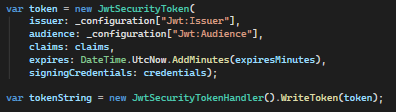 var token = new JwtSecurityToken(
    issuer: _configuration["Jwt:Issuer"],
    audience: _configuration["Jwt:Audience"],
    claims: claims,
    expires: DateTime.UtcNow.AddMinutes(expiresMinutes),
    signingCredentials: credentials);

var tokenString = new JwtSecurityTokenHandler().WriteToken(token);